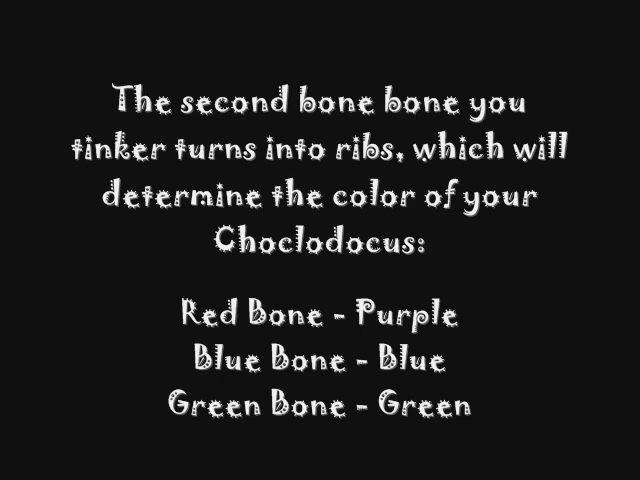 The second bone bone you
tinker turns into ribs, which will
determine the color of your
Choclodocus:
Red Bone - Purple
Blue Bone - Blue
Green Bone - Green